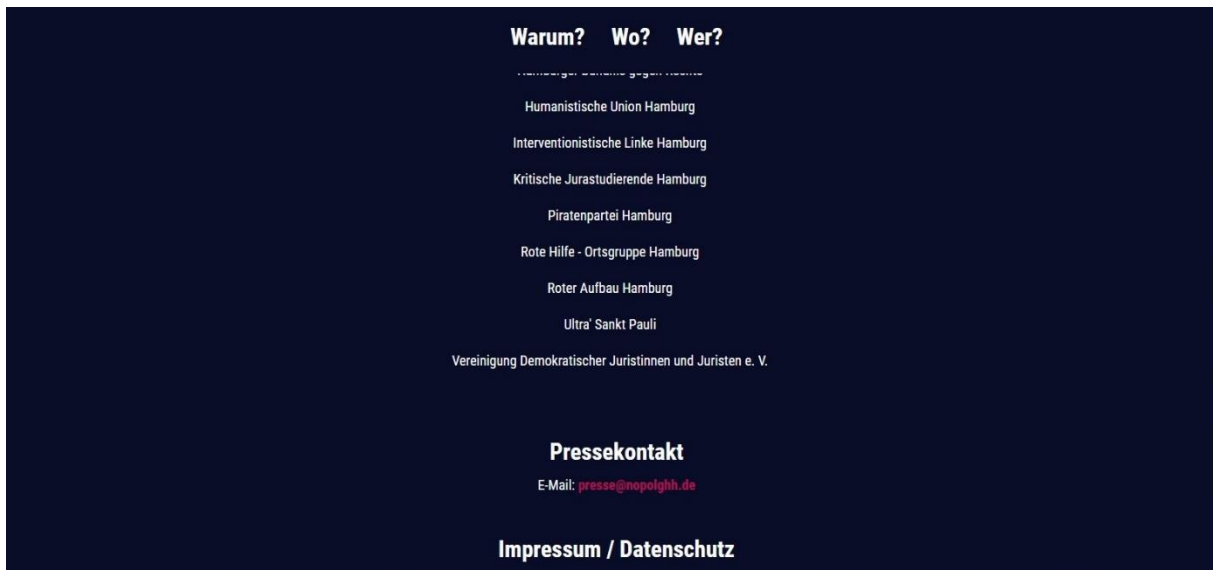 Warum? Wo? Wer?
Humanistische Union Hamburg
Interventionistische Linke Hamburg
Kritische Jurastudierende Hamburg
Piratenpartei Hamburg
Rote Hilfe - Ortsgruppe Hamburg
Roter Aufbau Hamburg
Ultra' Sankt Pauli
Vereinigung Demokratischer Juristinnen und Juristen e. V.
Pressekontakt
E-Mail: presse@nopolghh.de
Impressum / Datenschutz